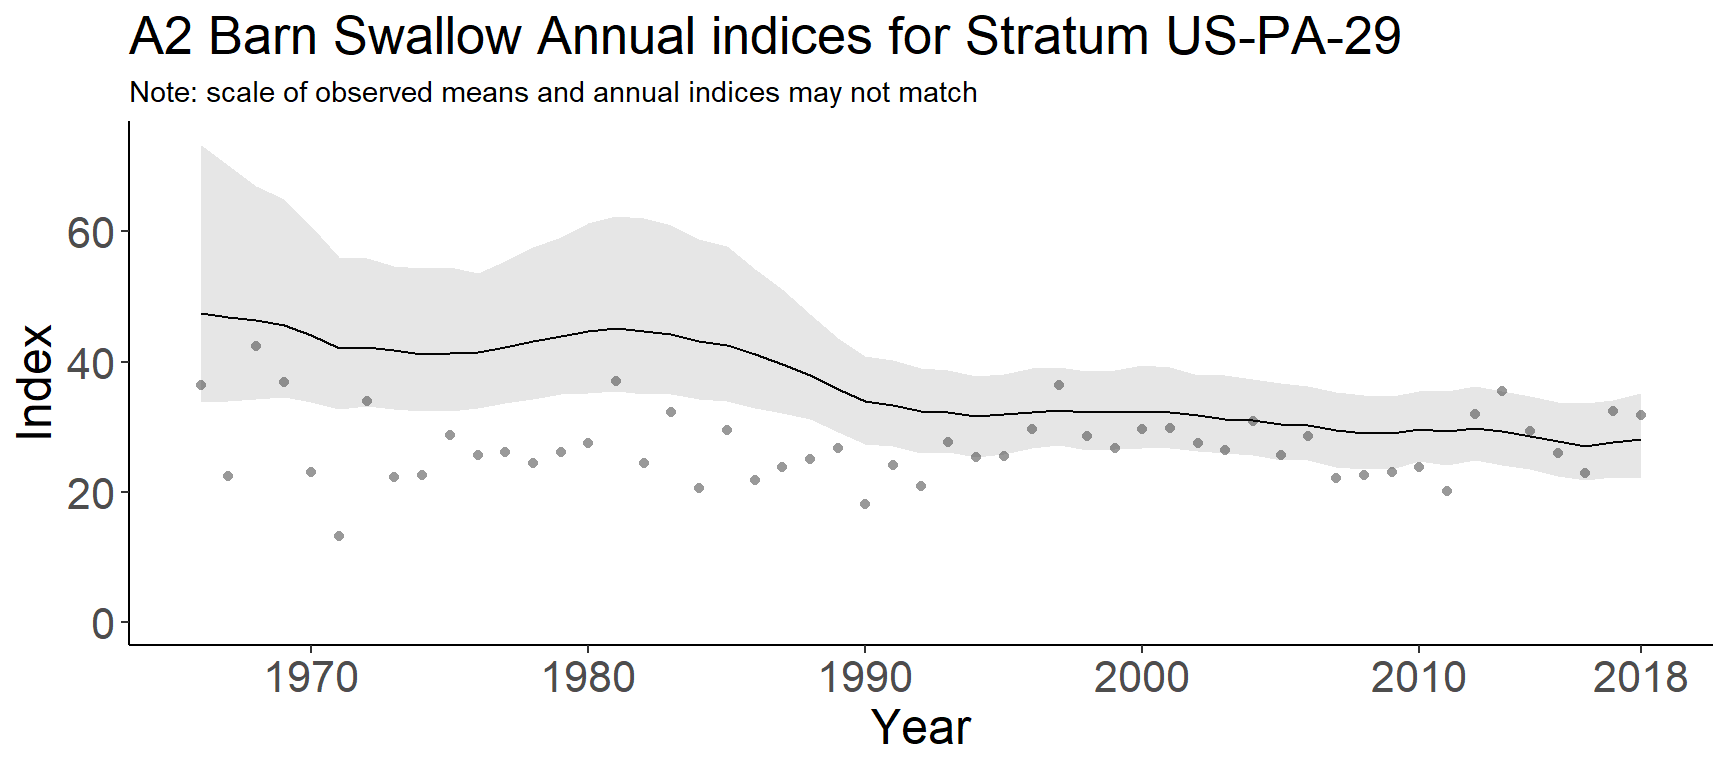 A2 Barn Swallow Annual indices for Stratum US-PA-29
Note: scale of observed means and annual indices may not match
Index
60
40
20
0
1970 1980 1990 2000 2010 2018
Year